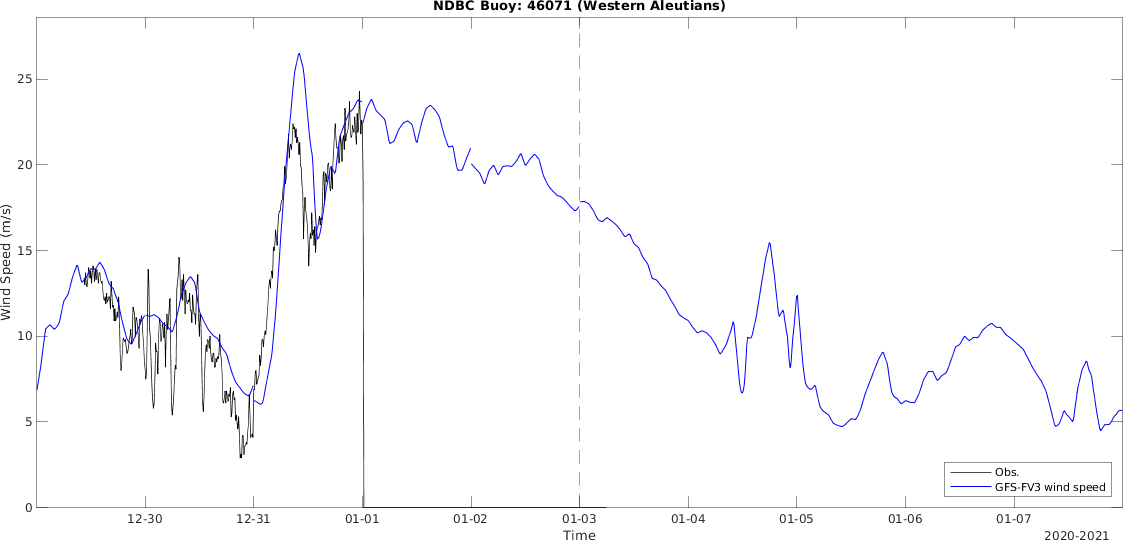 NDBC Buoy: 46071 (Western Aleutians)
Wind Speed (m/s)
25
20
15
10
5
0
12-30 12-31 01-01 01-02 01-03 01-04 01-05 01-06 01-07
Time
2020-2021
Obs.
GFS-FV3 wind speed